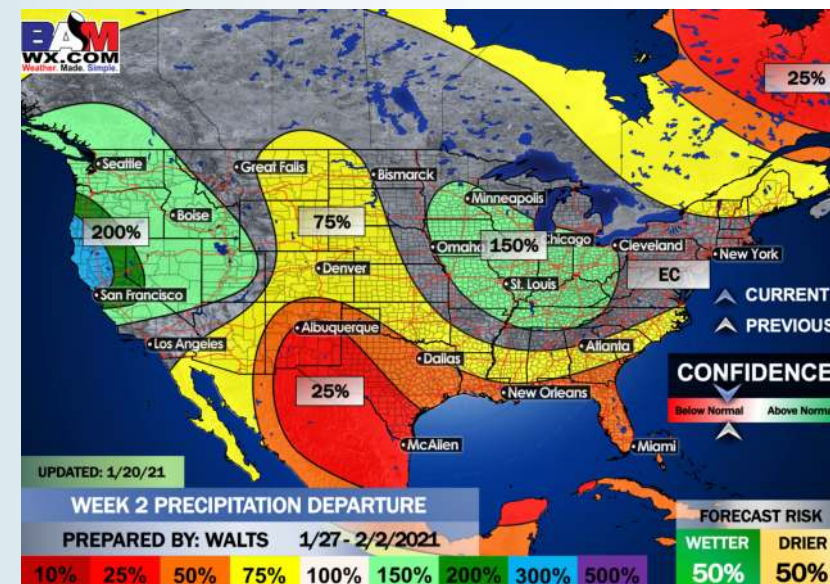 BAM
WX.COM
Weather. Made. Simple.
25%
Seattle
Great Falls
Bismarck
Minneapolis
Boise
75%
200%
Omaha
150%
Chicago
Cleveland
New York
EC
Denver
St. Louis
San Francisco
CURRENT
PREVIOUS
Albuquerque
Los Angeles
Atlanta
Dallas
CONFIDENCE
25%
New Orleans
Below Normal
Above Norma
McAllen
Miami
UPDATED: 1/20/21
WEEK 2 PRECIPITATION DEPARTURE
FORECAST RISK
PREPARED BY: WALTS 1/27 - 2/2/2021
WETTER
DRIER
10% 25% 50% 75% 100% 150% 200% 300% 500%
50%
50%